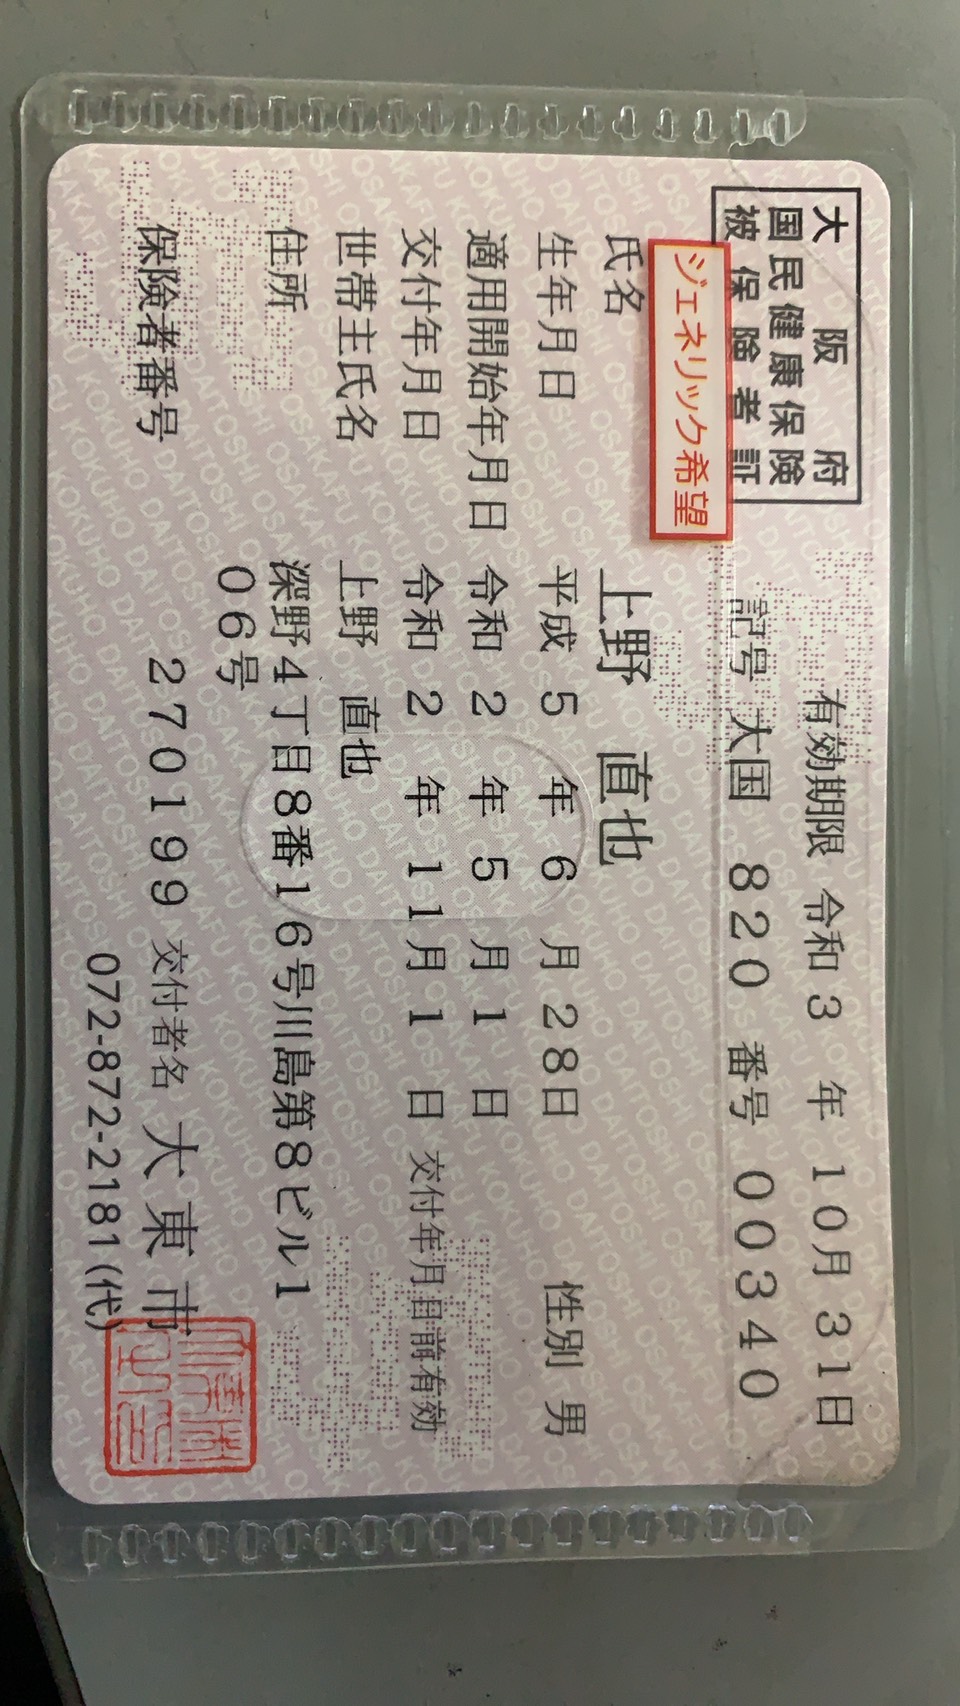 大阪府
国民健康保険
被保険者証
ジェネリック希望
有効期限 令和 3 年 10月 31日
記号 大国 820 番号 00340
氏名 上野 直也
生年月日 平成 5 年 6 月 28日 性別 男
適用開始年月日 令和 2 年 5 月 1 日
交付年月日 令和 2 年 11月 1 日 交付年月日前有効
世帯主氏名 上野 直也
住所 深野4丁目8番16号川島第8ビル1
06号
保険者番号 270199 交付者名 大東市
072-872-2181(代)